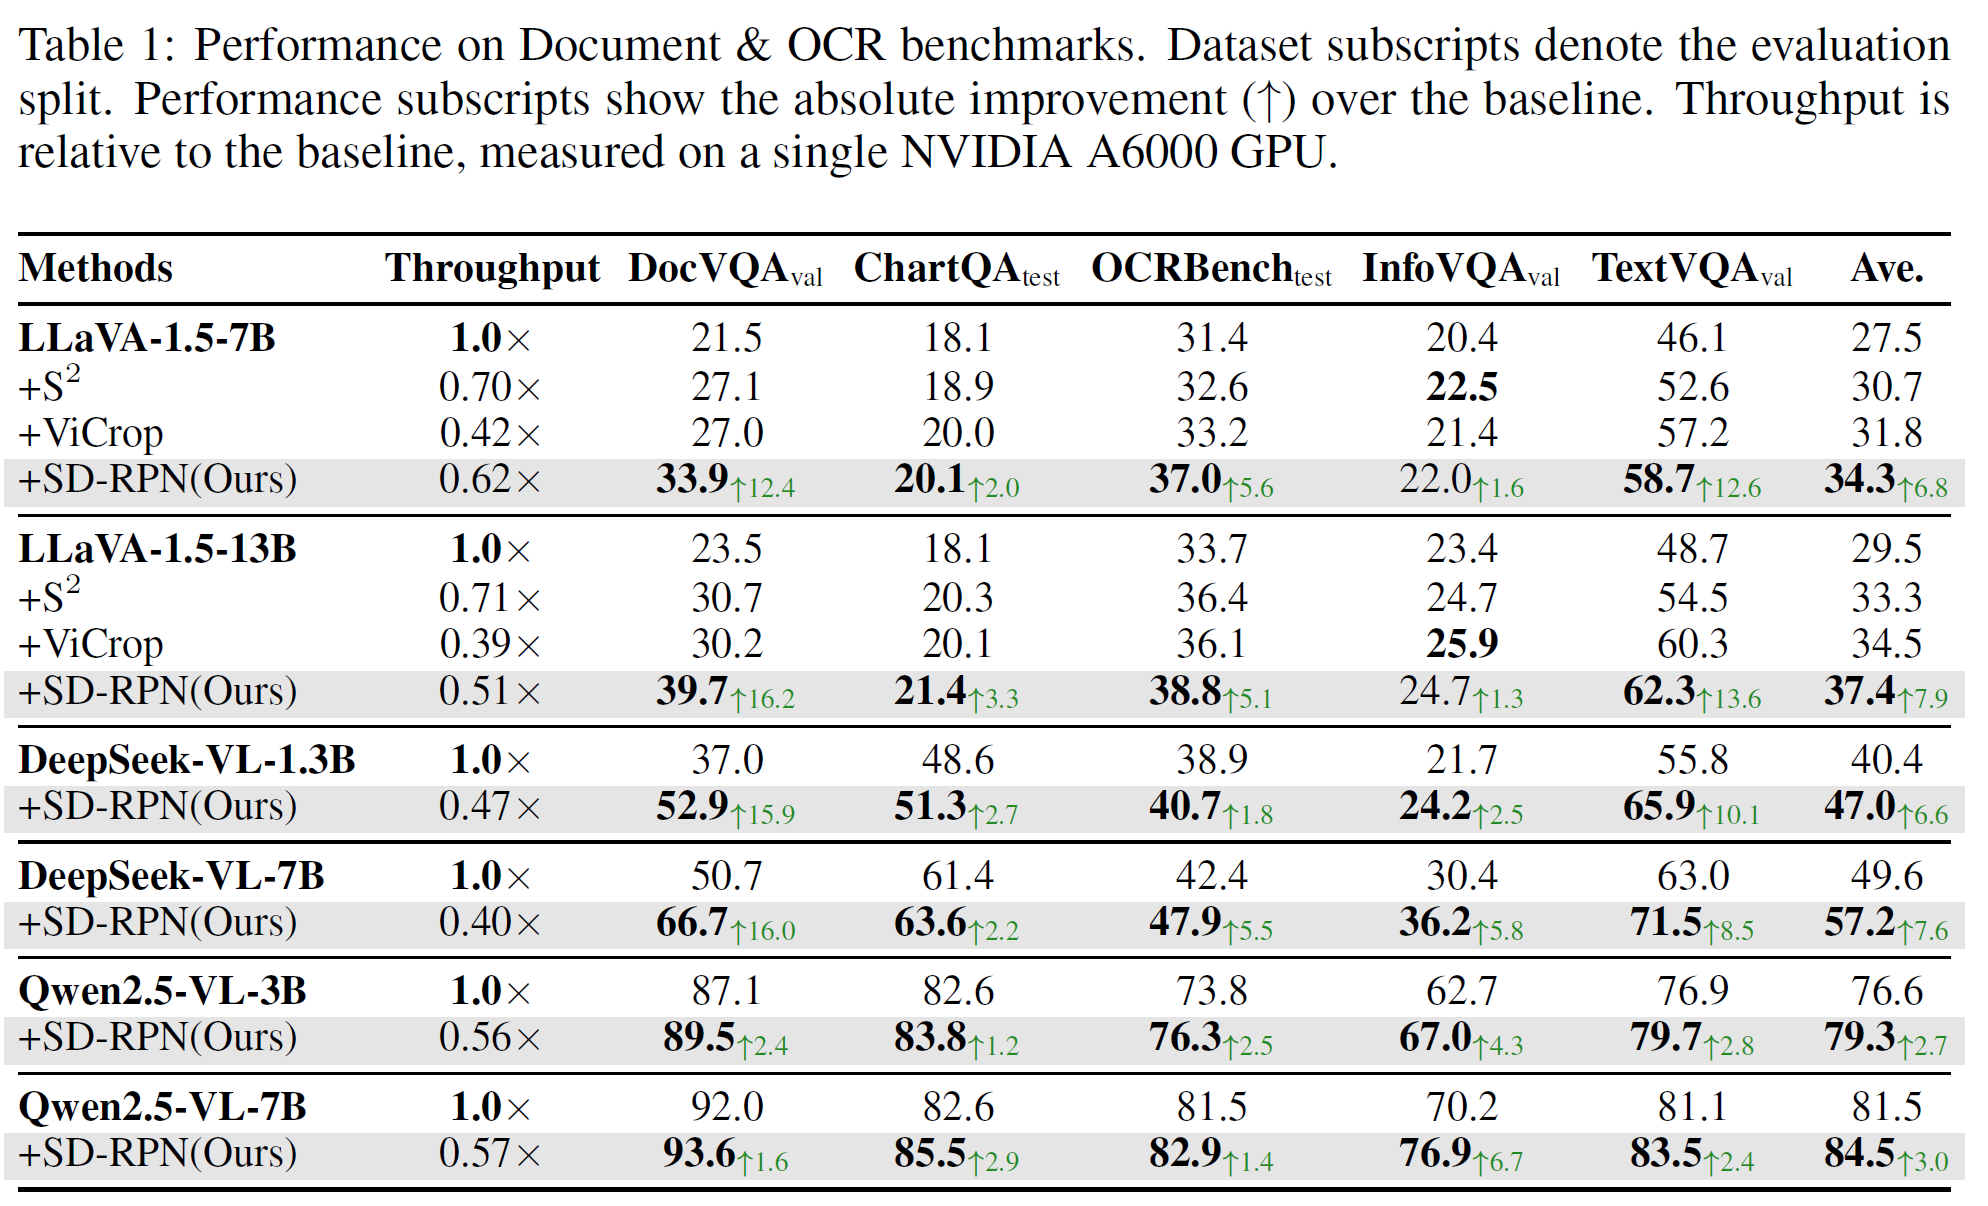 Table 1: Performance on Document & OCR benchmarks. Dataset subscripts denote the evaluation
split. Performance subscripts show the absolute improvement (↑) over the baseline. Throughput is
relative to the baseline, measured on a single NVIDIA A6000 GPU.
Methods Throughput DocVQAval ChartQAtest OCRBenchtest InfoVQAval TextVQAval Ave.
LLaVA-1.5-7B 1.0× 21.5 18.1 31.4 20.4 46.1 27.5
+S² 0.70× 27.1 18.9 32.6 22.5 52.6 30.7
+ViCrop 0.42× 27.0 20.0 33.2 21.4 57.2 31.8
+SD-RPN(Ours) 0.62× 33.9↑12.4 20.1↑2.0 37.0↑5.6 22.0↑1.6 58.7↑12.6 34.3↑6.8
LLaVA-1.5-13B 1.0× 23.5 18.1 33.7 23.4 48.7 29.5
+S² 0.71× 30.7 20.3 36.4 24.7 54.5 33.3
+ViCrop 0.39× 30.2 20.1 36.1 25.9 60.3 34.5
+SD-RPN(Ours) 0.51× 39.7↑16.2 21.4↑3.3 38.8↑5.1 24.7↑1.3 62.3↑13.6 37.4↑7.9
DeepSeek-VL-1.3B 1.0× 37.0 48.6 38.9 21.7 55.8 40.4
+SD-RPN(Ours) 0.47× 52.9↑15.9 51.3↑2.7 40.7↑1.8 24.2↑2.5 65.9↑10.1 47.0↑6.6
DeepSeek-VL-7B 1.0× 50.7 61.4 42.4 30.4 63.0 49.6
+SD-RPN(Ours) 0.40× 66.7↑16.0 63.6↑2.2 47.9↑5.5 36.2↑5.8 71.5↑8.5 57.2↑7.6
Qwen2.5-VL-3B 1.0× 87.1 82.6 73.8 62.7 76.9 76.6
+SD-RPN(Ours) 0.56× 89.5↑2.4 83.8↑1.2 76.3↑2.5 67.0↑4.3 79.7↑2.8 79.3↑2.7
Qwen2.5-VL-7B 1.0× 92.0 82.6 81.5 70.2 81.1 81.5
+SD-RPN(Ours) 0.57× 93.6↑1.6 85.5↑2.9 82.9↑1.4 76.9↑6.7 83.5↑2.4 84.5↑3.0